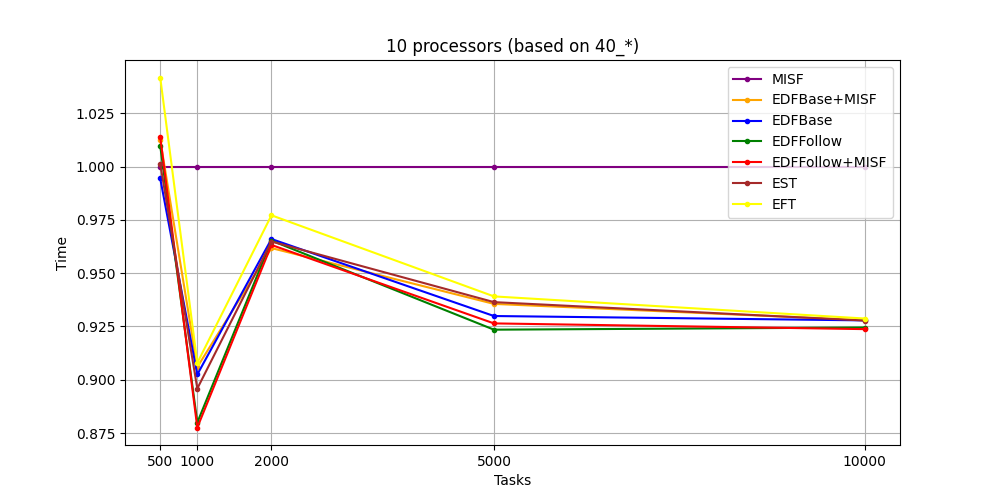 10 processors (based on 40_*)
MISF
EDFBase+MISF
EDFBase
EDFFollow
EDFFollow+MISF
EST
EFT
Time
1.025
1.000
0.975
0.950
0.925
0.900
0.875
500 1000 2000 5000 10000
Tasks